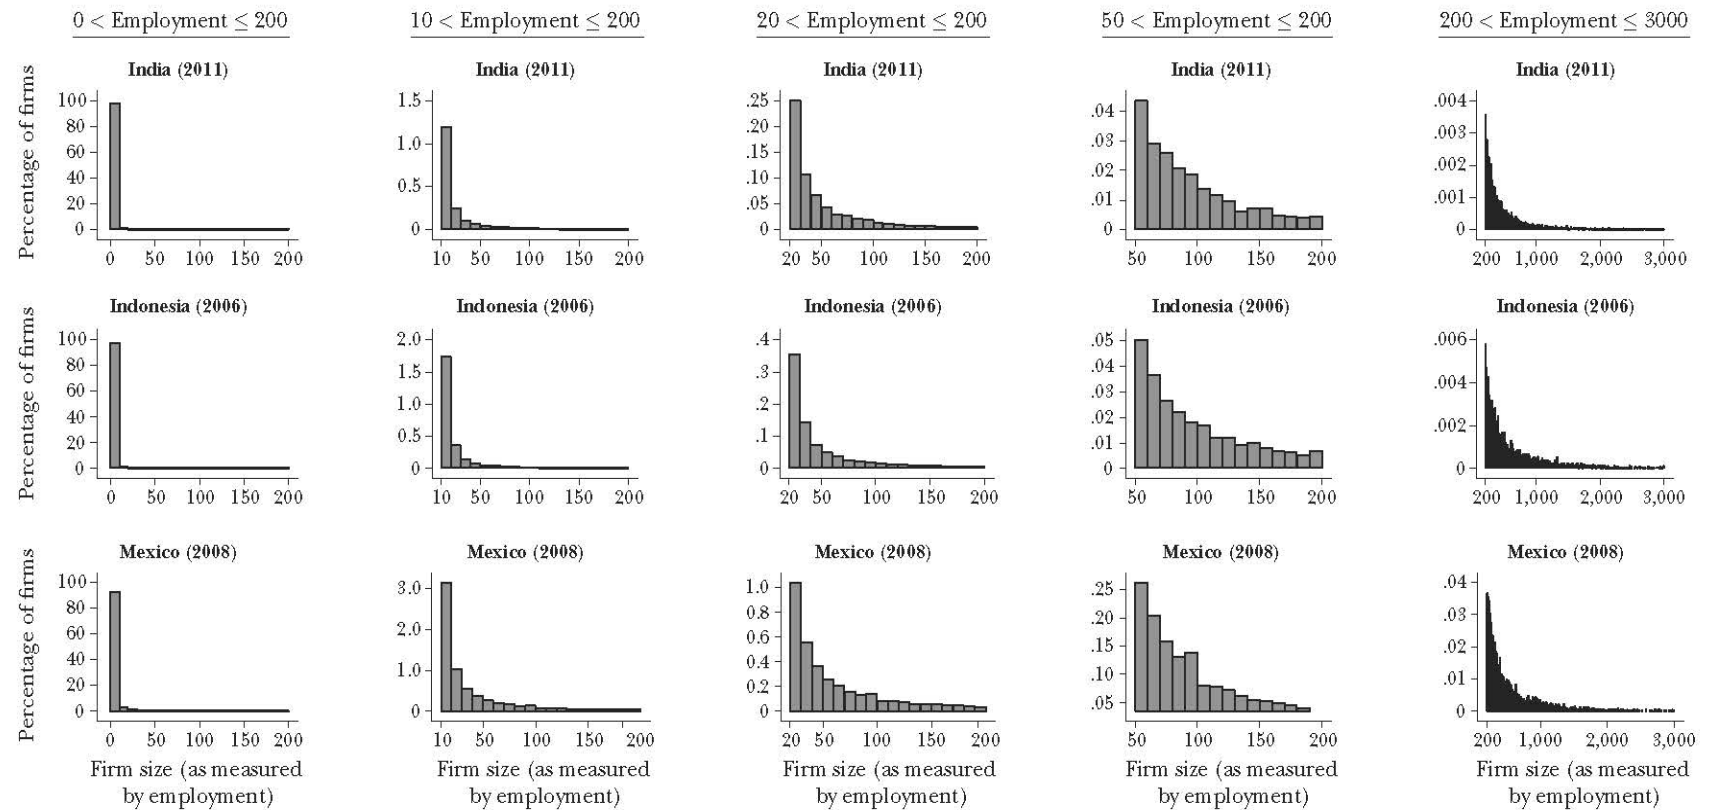 0 < Employment ≤ 200
10 < Employment ≤ 200
20 < Employment ≤ 200
50 < Employment ≤ 200
200 < Employment ≤ 3000
India (2011)
India (2011)
India (2011)
India (2011)
India (2011)
Percentage of firms
100
80
60
40
20
0
0 50 100 150 200
1.5
1.0
0.5
0
10 50 100 150 200
.25
.20
.15
.10
.05
0
20 50 100 150 200
.04
.03
.02
.01
0
50 100 150 200
.004
.003
.002
.001
0
200 1,000 2,000 3,000
Indonesia (2006)
Indonesia (2006)
Indonesia (2006)
Indonesia (2006)
Indonesia (2006)
Percentage of firms
100
80
60
40
20
0
0 50 100 150 200
2.0
1.5
1.0
0.5
0
10 50 100 150 200
.4
.3
.2
.1
0
20 50 100 150 200
.05
.04
.03
.02
.01
0
50 100 150 200
.006
.004
.002
0
200 1,000 2,000 3,000
Mexico (2008)
Mexico (2008)
Mexico (2008)
Mexico (2008)
Mexico (2008)
Percentage of firms
100
80
60
40
20
0
0 50 100 150 200
3.0
2.0
1.0
0
10 50 100 150 200
1.0
0.8
0.6
0.4
0.2
0
20 50 100 150 200
.25
.20
.15
.10
.05
50 100 150 200
.04
.03
.02
.01
0
200 1,000 2,000 3,000
Firm size (as measured
by employment)
Firm size (as measured
by employment)
Firm size (as measured
by employment)
Firm size (as measured
by employment)
Firm size (as measured
by employment)